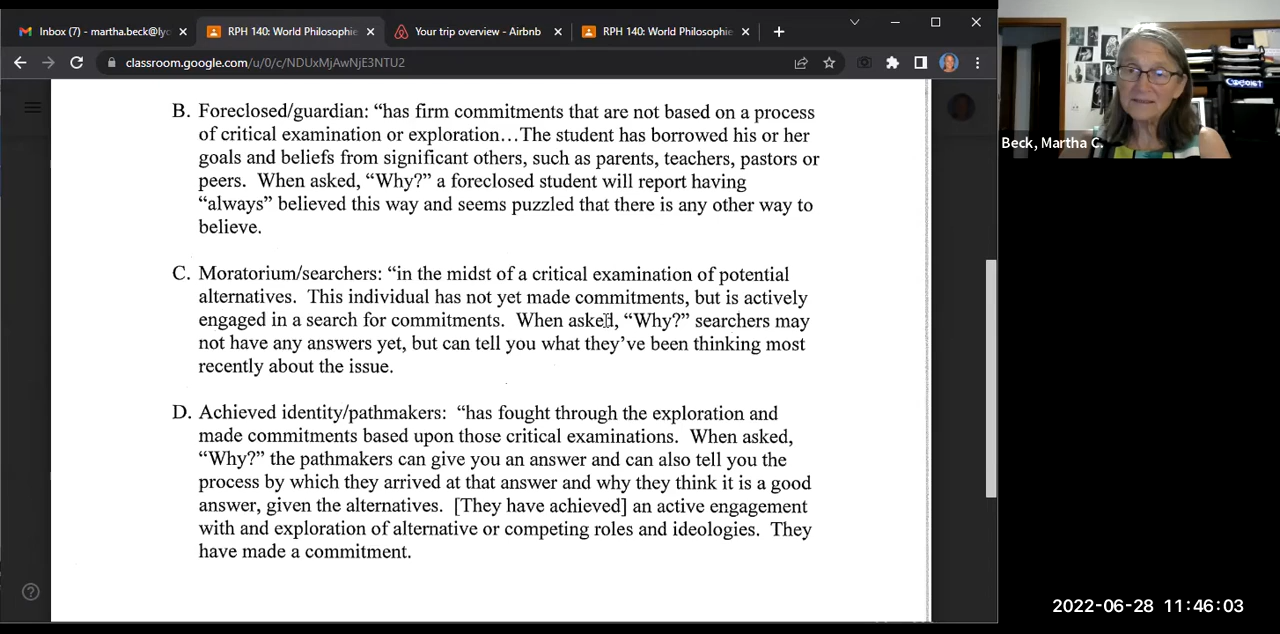 Inbox (7) - martha.beck@ly
RPH 140: World Philosophie
Your trip overview - Airbnb
RPH 140: World Philosophie
classroom.google.com/u/0/c/NDUxMjAwNjE3NTU2
B. Foreclosed/guardian: “has firm commitments that are not based on a process
of critical examination or exploration…The student has borrowed his or her
goals and beliefs from significant others, such as parents, teachers, pastors or
peers. When asked, “Why?” a foreclosed student will report having
“always” believed this way and seems puzzled that there is any other way to
believe.
C. Moratorium/searchers: “in the midst of a critical examination of potential
alternatives. This individual has not yet made commitments, but is actively
engaged in a search for commitments. When asked, “Why?” searchers may
not have any answers yet, but can tell you what they’ve been thinking most
recently about the issue.
D. Achieved identity/pathmakers: “has fought through the exploration and
made commitments based upon those critical examinations. When asked,
“Why?” the pathmakers can give you an answer and can also tell you the
process by which they arrived at that answer and why they think it is a good
answer, given the alternatives. [They have achieved] an active engagement
with and exploration of alternative or competing roles and ideologies. They
have made a commitment.
Coexist
Beck, Martha C.
2022-06-28 11:46:03